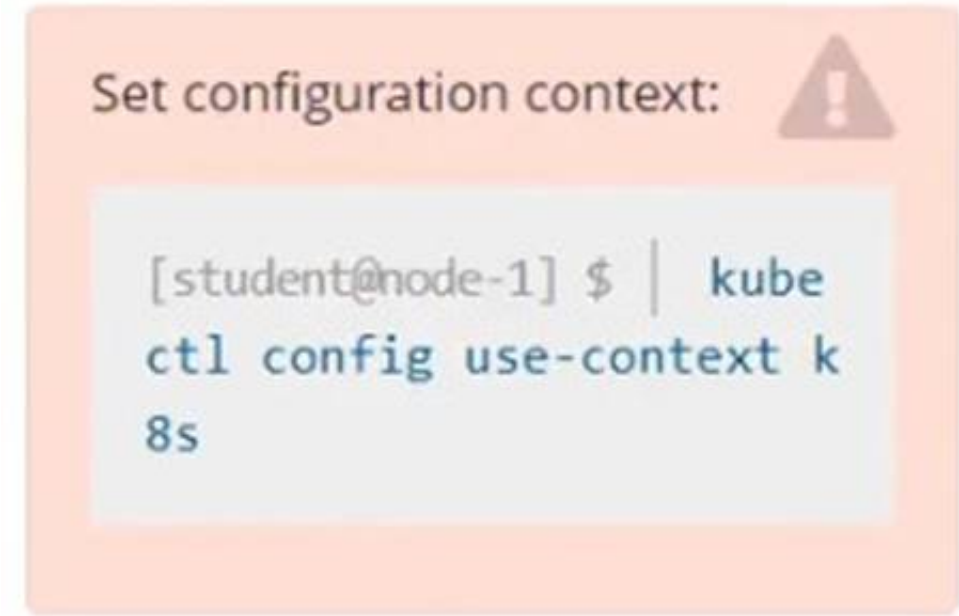 Set configuration context:
[student@node-1] $ | kube
ctl config use-context k
8s